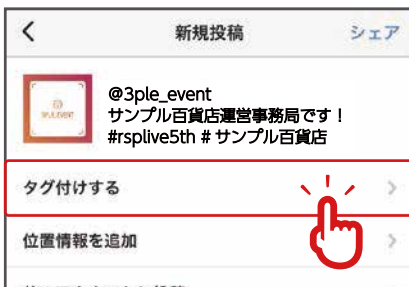 新規投稿 シェア
@3ple_event
サンプル百貨店運営事務局です！
#rsplive5th # サンプル百貨店
3PLE_EVENT
タグ付けする
位置情報を追加